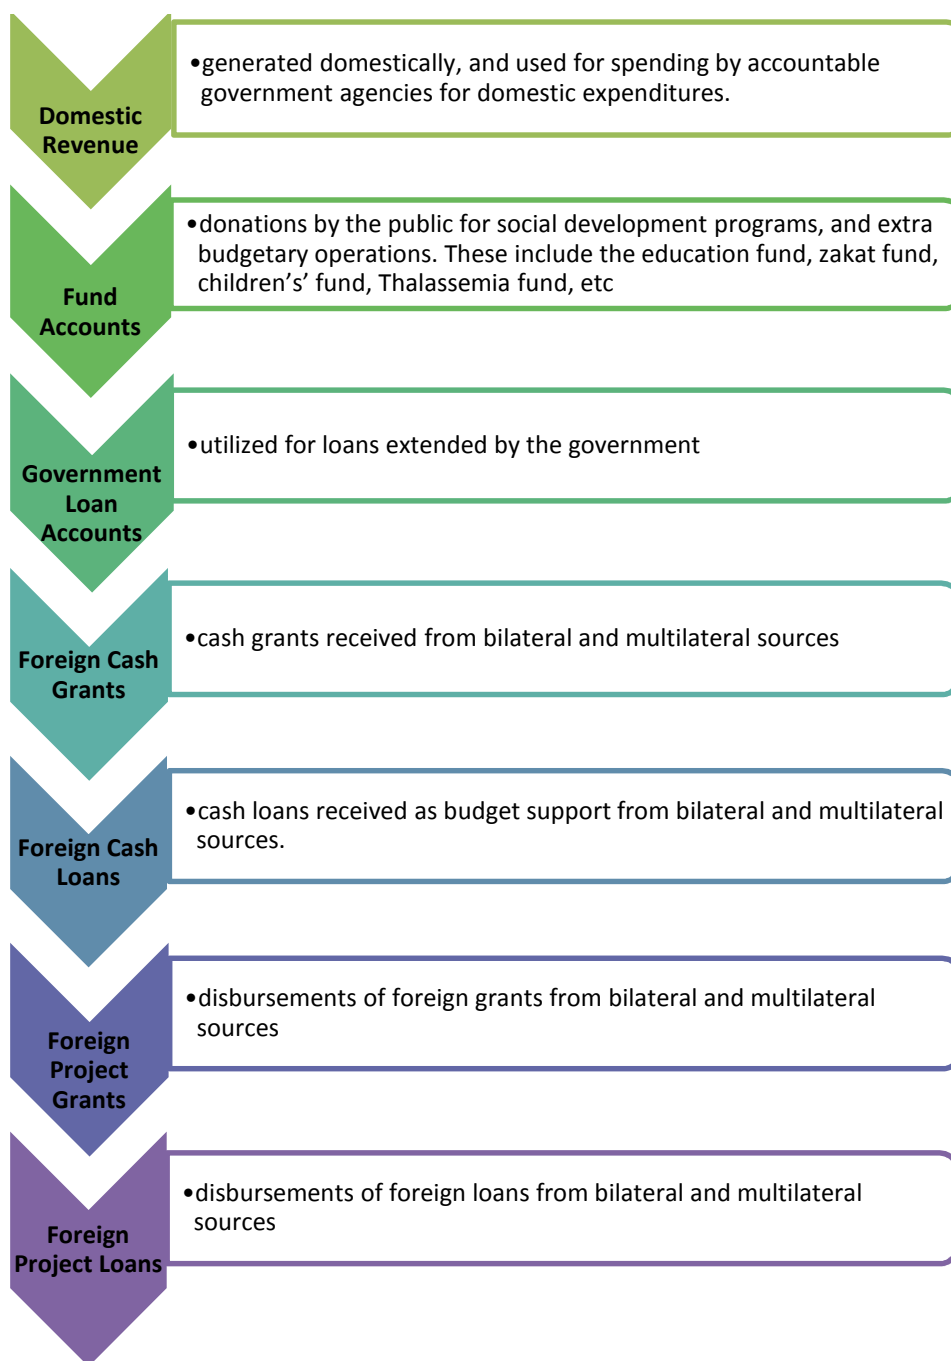 Domestic
Revenue
•generated domestically, and used for spending by accountable
government agencies for domestic expenditures.
Fund
Accounts
•donations by the public for social development programs, and extra
budgetary operations. These include the education fund, zakat fund,
children's' fund, Thalassemia fund, etc
Government
Loan
Accounts
•utilized for loans extended by the government
Foreign Cash
Grants
•cash grants received from bilateral and multilateral sources
Foreign Cash
Loans
•cash loans received as budget support from bilateral and multilateral
sources.
Foreign
Project
Grants
•disbursements of foreign grants from bilateral and multilateral
sources
Foreign
Project Loans
•disbursements of foreign loans from bilateral and multilateral
sources